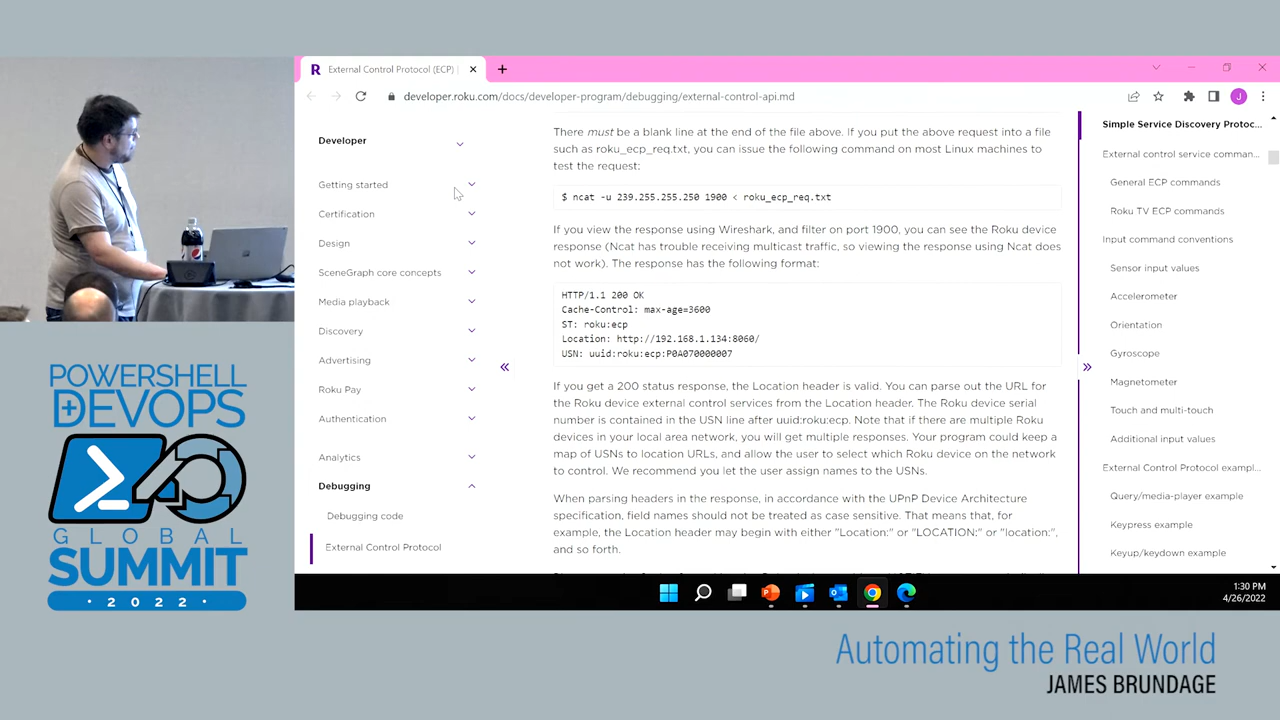 External Control Protocol (ECP) |
developer.roku.com/docs/developer-program/debugging/external-control-api.md
J
Developer
Getting started
Certification
Design
SceneGraph core concepts
Media playback
Discovery
Advertising
Roku Pay
Authentication
Analytics
Debugging
Debugging code
External Control Protocol
There must be a blank line at the end of the file above. If you put the above request into a file
such as roku_ecp_req.txt, you can issue the following command on most Linux machines to
test the request:
$ ncat -u 239.255.255.250 1900 < roku_ecp_req.txt
If you view the response using Wireshark, and filter on port 1900, you can see the Roku device
response (Ncat has trouble receiving multicast traffic, so viewing the response using Ncat does
not work). The response has the following format:
HTTP/1.1 200 OK
Cache-Control: max-age=3600
ST: roku:ecp
Location: http://192.168.1.134:8060/
USN: uuid:roku:ecp:P0A070000007
If you get a 200 status response, the Location header is valid. You can parse out the URL for
the Roku device external control services from the Location header. The Roku device serial
number is contained in the USN line after uuid:roku:ecp. Note that if there are multiple Roku
devices in your local area network, you will get multiple responses. Your program could keep a
map of USNs to location URLs, and allow the user to select which Roku device on the network
to control. We recommend you let the user assign names to the USNs.
When parsing headers in the response, in accordance with the UPnP Device Architecture
specification, field names should not be treated as case sensitive. That means that, for
example, the Location header may begin with either "Location:" or "LOCATION:" or "location:",
and so forth.
Simple Service Discovery Protoc...
External control service comman...
General ECP commands
Roku TV ECP commands
Input command conventions
Sensor input values
Accelerometer
Orientation
Gyroscope
Magnetometer
Touch and multi-touch
Additional input values
External Control Protocol exampl...
Query/media-player example
Keypress example
Keyup/keydown example
1:30 PM
4/26/2022
POWERSHELL
DEVOPS
GLOBAL
SUMMIT
· 2022 ·
Automating the Real World
JAMES BRUNDAGE